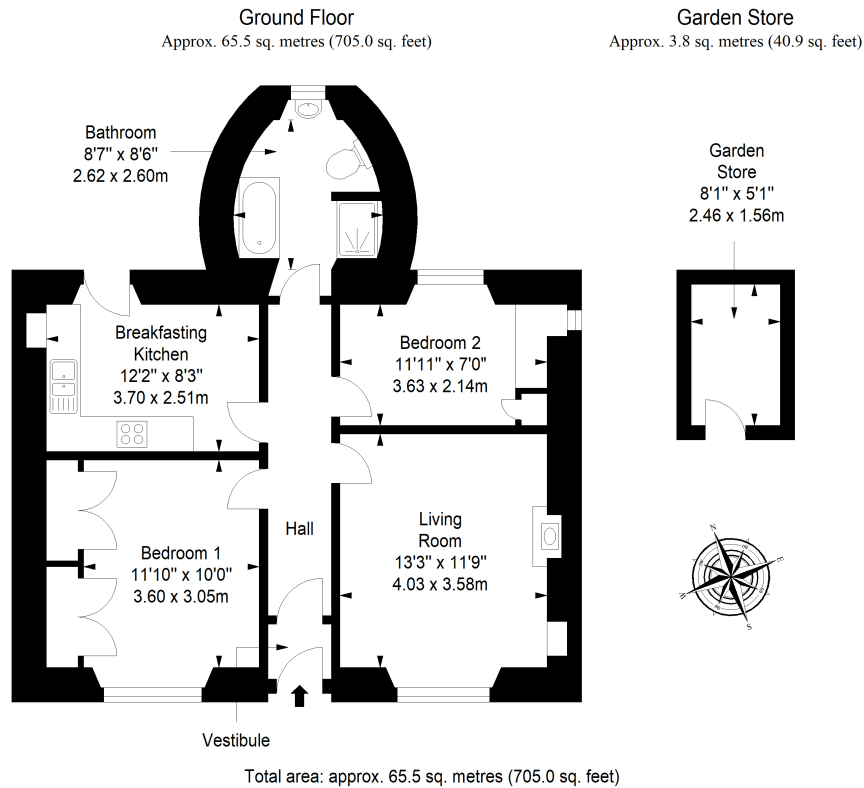 Ground Floor
Approx. 65.5 sq. metres (705.0 sq. feet)
Garden Store
Approx. 3.8 sq. metres (40.9 sq. feet)
Bathroom
8'7" x 8'6"
2.62 x 2.60m
Garden
Store
8'1" x 5'1"
2.46 x 1.56m
Breakfasting
Kitchen
12'2" x 8'3"
3.70 x 2.51m
Bedroom 2
11'11" x 7'0"
3.63 x 2.14m
Hall
Living
Room
13'3" x 11'9"
4.03 x 3.58m
Bedroom 1
11'10" x 10'0"
3.60 x 3.05m
N
E
W
S
Vestibule
Total area: approx. 65.5 sq. metres (705.0 sq. feet)